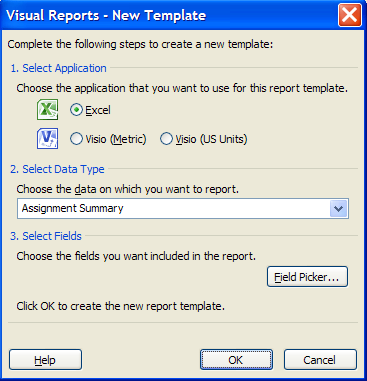 Visual Reports - New Template
Complete the following steps to create a new template:
1. Select Application
Choose the application that you want to use for this report template.
Excel
Visio (Metric) Visio (US Units)
2. Select Data Type
Choose the data on which you want to report.
Assignment Summary
3. Select Fields
Choose the fields you want included in the report.
Field Picker...
Click OK to create the new report template.
Help OK Cancel